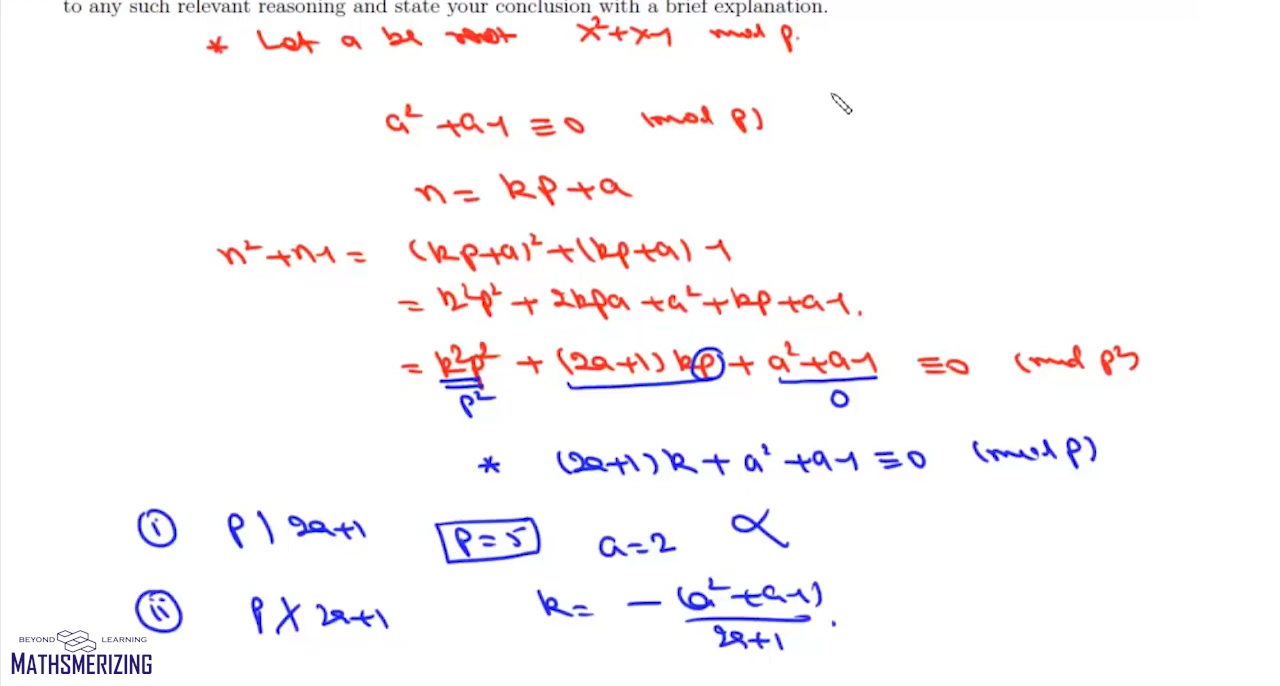 to any such relevant reasoning and state your conclusion with a brief explanation.
* Let a be root x²+x-1 mod p.
a²+a-1 ≡ 0 (mod p)
n = kp+a
n²+n-1 = (kp+a)²+(kp+a)-1
= k²p² + 2kpa + a² + kp + a-1.
= k²p² + (2a+1) kp + a²+a-1 ≡ 0 (mod p²)
p² 0
* (2a+1) k + a²+a-1 ≡ 0 (mod p)
(i) p | 2a+1 p=5 a=2 ∝
(ii) p ∤ 2a+1 k = -(a²+a-1)/2a+1 .
BEYOND LEARNING
MATHSMERIZING